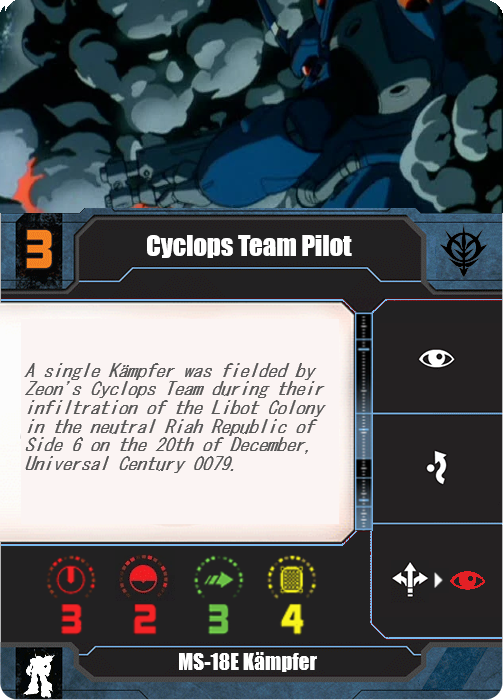 3
Cyclops Team Pilot
A single Kämpfer was fielded by
Zeon's Cyclops Team during their
infiltration of the Libot Colony
in the neutral Riah Republic of
Side 6 on the 20th of December,
Universal Century 0079.
3 2 3 4
MS-18E Kämpfer